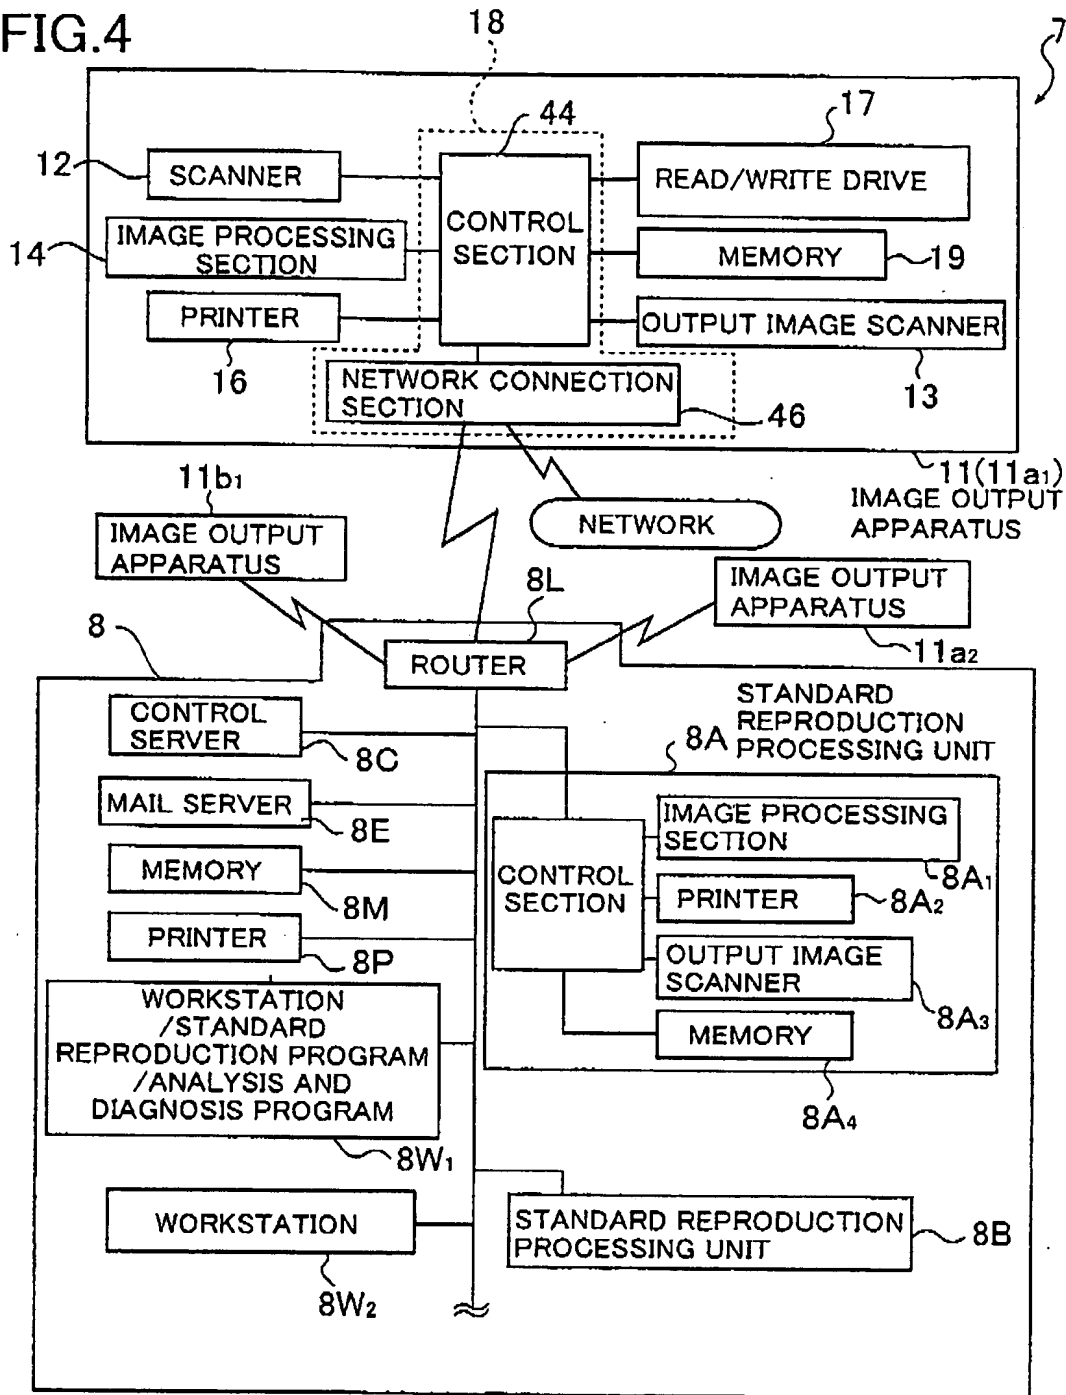 FIG.4
18
7
44
17
12
SCANNER
READ/WRITE DRIVE
CONTROL
SECTION
14
IMAGE PROCESSING
SECTION
MEMORY
19
PRINTER
OUTPUT IMAGE SCANNER
16
13
NETWORK CONNECTION
SECTION
46
11(11a1)
IMAGE OUTPUT
APPARATUS
11b1
IMAGE OUTPUT
APPARATUS
NETWORK
8L
IMAGE OUTPUT
APPARATUS
11a2
8
ROUTER
STANDARD
REPRODUCTION
PROCESSING UNIT
8A
CONTROL
SERVER
8C
MAIL SERVER
8E
MEMORY
8M
PRINTER
8P
CONTROL
SECTION
IMAGE PROCESSING
SECTION
8A1
PRINTER
8A2
OUTPUT IMAGE
SCANNER
8A3
MEMORY
8A4
WORKSTATION
/STANDARD
REPRODUCTION PROGRAM
/ANALYSIS AND
DIAGNOSIS PROGRAM
8W1
WORKSTATION
8W2
STANDARD REPRODUCTION
PROCESSING UNIT
8B